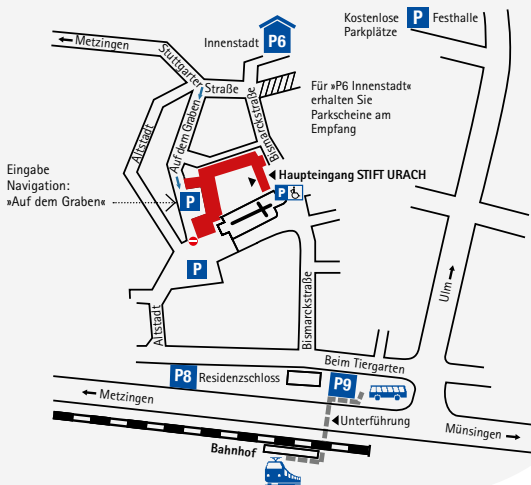 Metzingen
Stuttgarter
Straße
Innenstadt
P6
Kostenlose
Parkplätze
P
Festhalle
Für »P6 Innenstadt«
erhalten Sie
Parkscheine am
Empfang
Altstadt
Auf dem Graben
Bismarckstraße
Eingabe
Navigation:
»Auf dem Graben«
P
Haupteingang STIFT URACH
P
P
Altstadt
Bismarckstraße
Ulm
Beim Tiergarten
P8
Residenzschloss
P9
Metzingen
Unterführung
Münsingen
Bahnhof